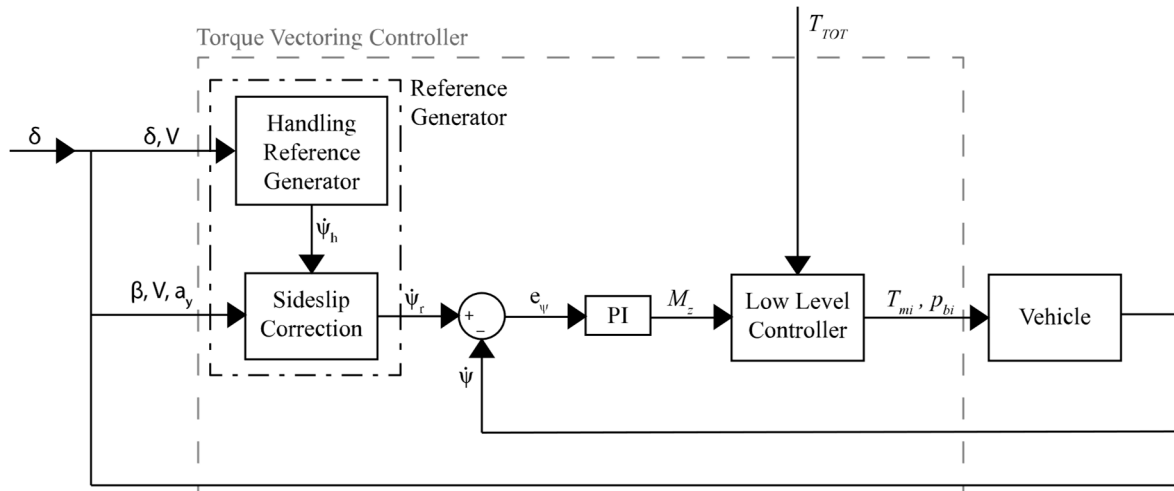 T_TOT
Torque Vectoring Controller
Reference
Generator
Handling
Reference
Generator
δ
δ, V
ψ̇_h
β, V, a_y
Sideslip
Correction
ψ̇_r
+
−
e_ψ
PI
M_z
Low Level
Controller
T_mi , p_bi
Vehicle
ψ̇